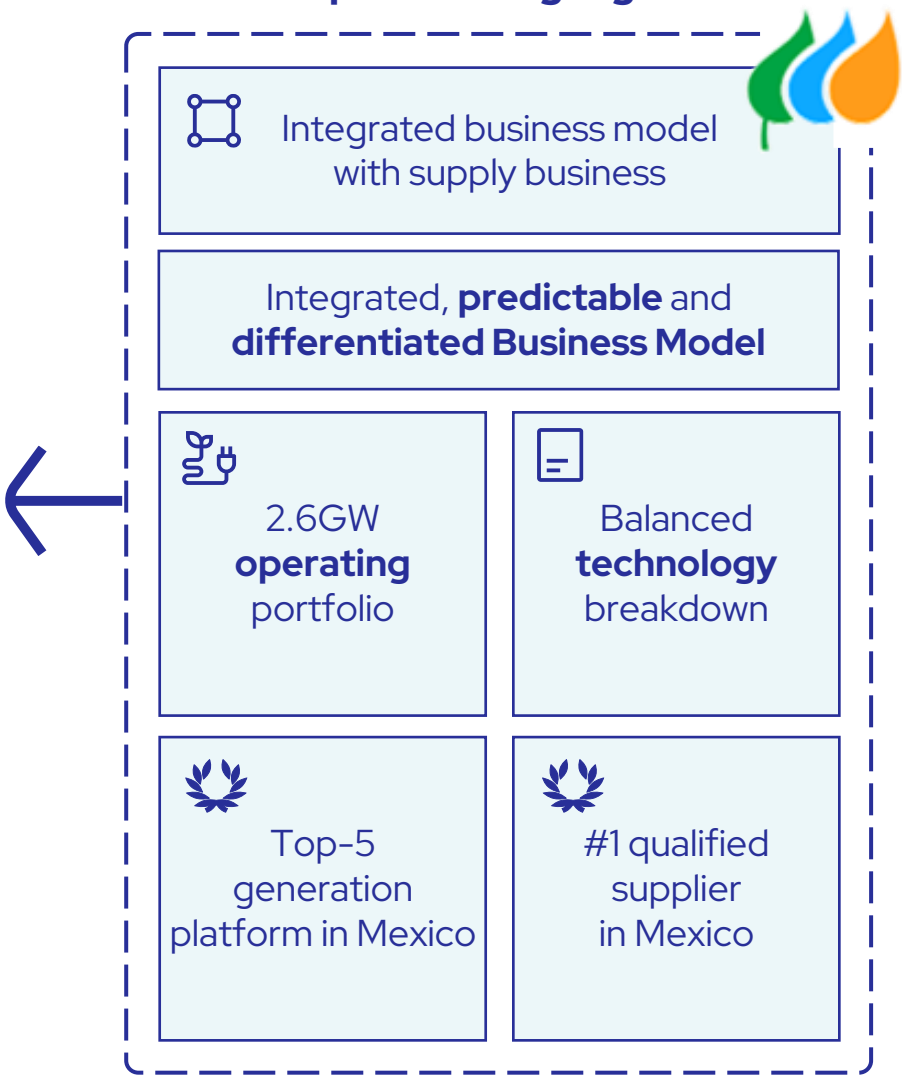 Integrated business model
with supply business
Integrated, predictable and
differentiated Business Model
2.6GW
operating
portfolio
Balanced
technology
breakdown
Top-5
generation
platform in Mexico
#1 qualified
supplier
in Mexico